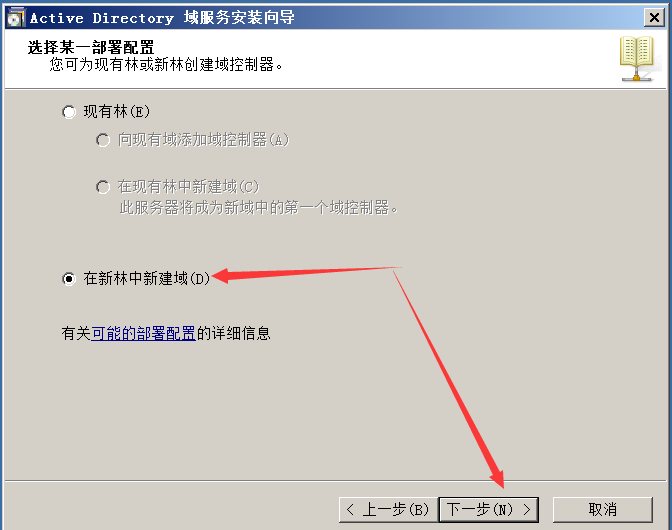 Active Directory 域服务安装向导
选择某一部署配置
您可为现有林或新林创建域控制器。
现有林(E)
向现有域添加域控制器(A)
在现有林中新建域(C)
此服务器将成为新域中的第一个域控制器。
在新林中新建域(D)
有关可能的部署配置的详细信息
< 上一步(B) 下一步(N) > 取消